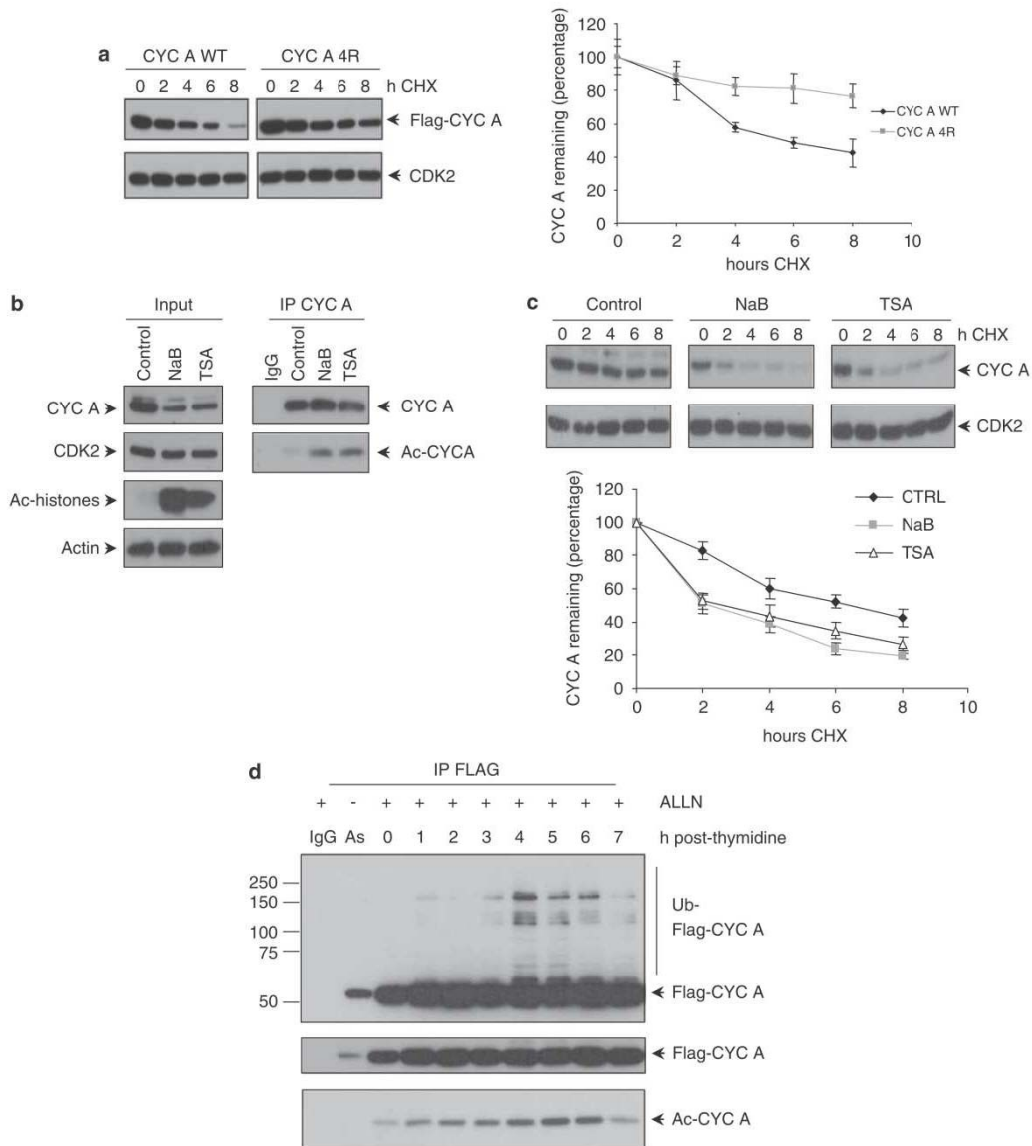 a
CYC A WT
CYC A 4R
0 2 4 6 8
0 2 4 6 8
h CHX
Flag-CYC A
CDK2
CYC A remaining (percentage)
120
100
80
60
40
20
0
0 2 4 6 8 10
hours CHX
CYC A WT
CYC A 4R
b
Input
IP CYC A
Control
NaB
TSA
IgG
Control
NaB
TSA
CYC A
CDK2
Ac-histones
Actin
CYC A
Ac-CYCA
c
Control
NaB
TSA
0 2 4 6 8
0 2 4 6 8
0 2 4 6 8
h CHX
CYC A
CDK2
CYC A remaining (percentage)
120
100
80
60
40
20
0
0 2 4 6 8 10
hours CHX
CTRL
NaB
TSA
d
IP FLAG
+ - + + + + + + + +
ALLN
IgG As 0 1 2 3 4 5 6 7
h post-thymidine
250
150
100
75
50
Ub-
Flag-CYC A
Flag-CYC A
Flag-CYC A
Ac-CYC A